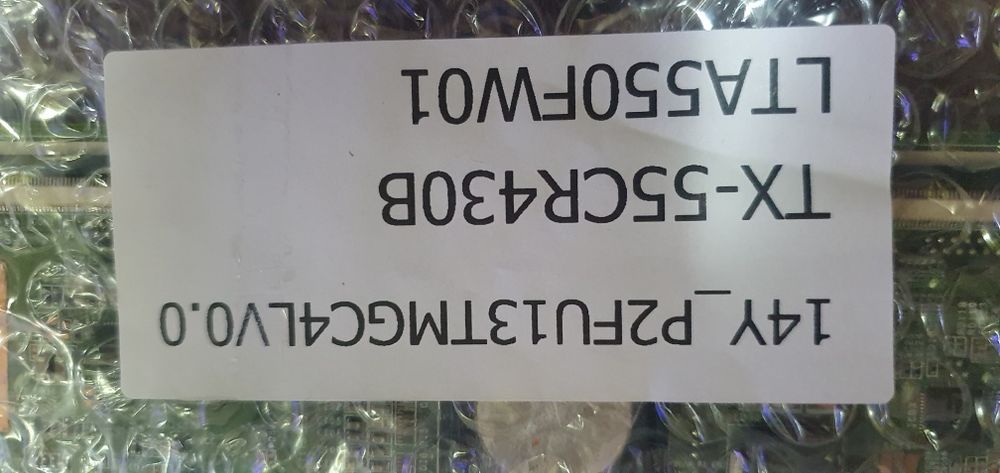 14Y_P2FU13TMGC4LV0.0
TX-55CR430B
LTA550FW01